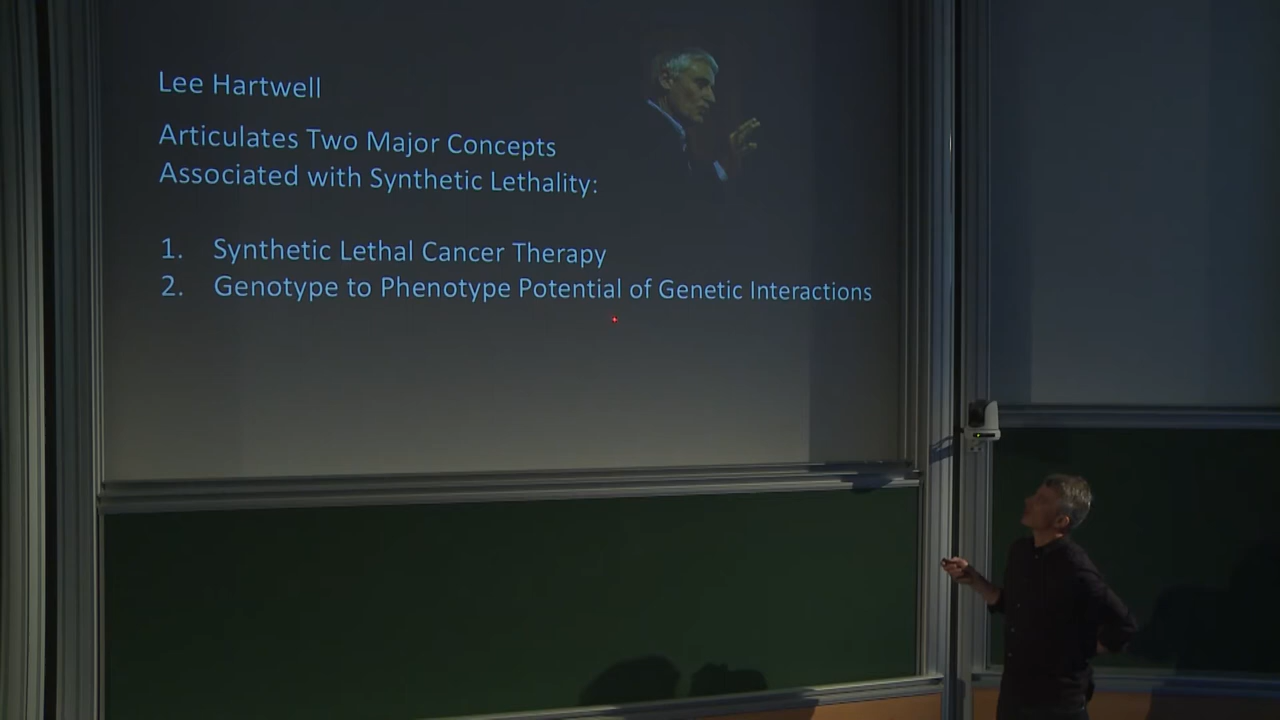 Lee Hartwell
Articulates Two Major Concepts
Associated with Synthetic Lethality:
1. Synthetic Lethal Cancer Therapy
2. Genotype to Phenotype Potential of Genetic Interactions